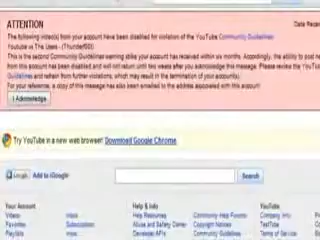 ATTENTION
Date Rece
The following video(s) from your account have been disabled for violation of the YouTube Community Guidelines
Youtube vs The Users - (Thunderf00t)
This is the second Community Guidelines warning strike your account has received within six months. Accordingly, the ability to post ne
from this account has been disabled and will not return until two weeks after you acknowledge this message. Please review the YouTub
Guidelines and refrain from further violations, which may result in the termination of your account(s).
For your reference, a copy of this message has also been emailed to the address associated with this account
I Acknowledge
Try YouTube in a new web browser! Download Google Chrome
Google
Add to iGoogle
Search
Your Account
Help & Info
YouTube
Videos
Inbox
Help Resources
Community Help Forums
Company Info
Favorites
Subscriptions
Abuse and Safety Center
Copyright Notices
TestTube
Playlists
more
Developer APIs
Community Guidelines
Terms of Service